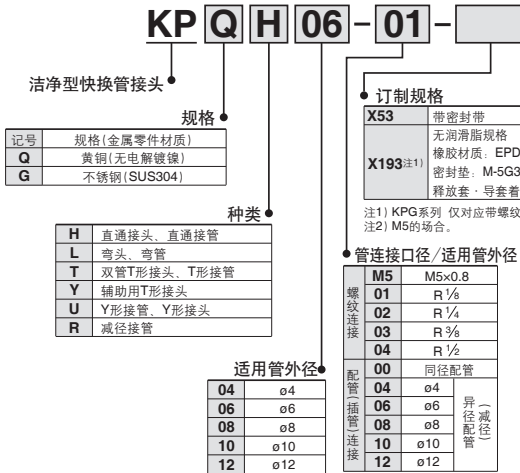 KP Q H 06 - 01 -
洁净型快换管接头
规格
记号 规格(金属零件材质)
Q 黄铜(无电解镀镍)
G 不锈钢(SUS304)
种类
H 直通接头、直通接管
L 弯头、弯管
T 双管T形接头、T形接管
Y 辅助用T形接头
U Y形接管、Y形接头
R 减径接管
适用管外径
04 ø4
06 ø6
08 ø8
10 ø10
12 ø12
订制规格
X53 带密封带
X193注1) 无润滑脂规格
橡胶材质：EPD
密封垫：M-5G3
释放套·导套着
注1) KPG系列 仅对应带螺纹
注2) M5的场合。
管连接口径/适用管外径
螺纹连接
M5 M5x0.8
01 R 1/8
02 R 1/4
03 R 3/8
04 R 1/2
配管(插管)连接
00 同径配管
04 ø4
06 ø6
08 ø8
10 ø10
12 ø12
异径配管(减径)